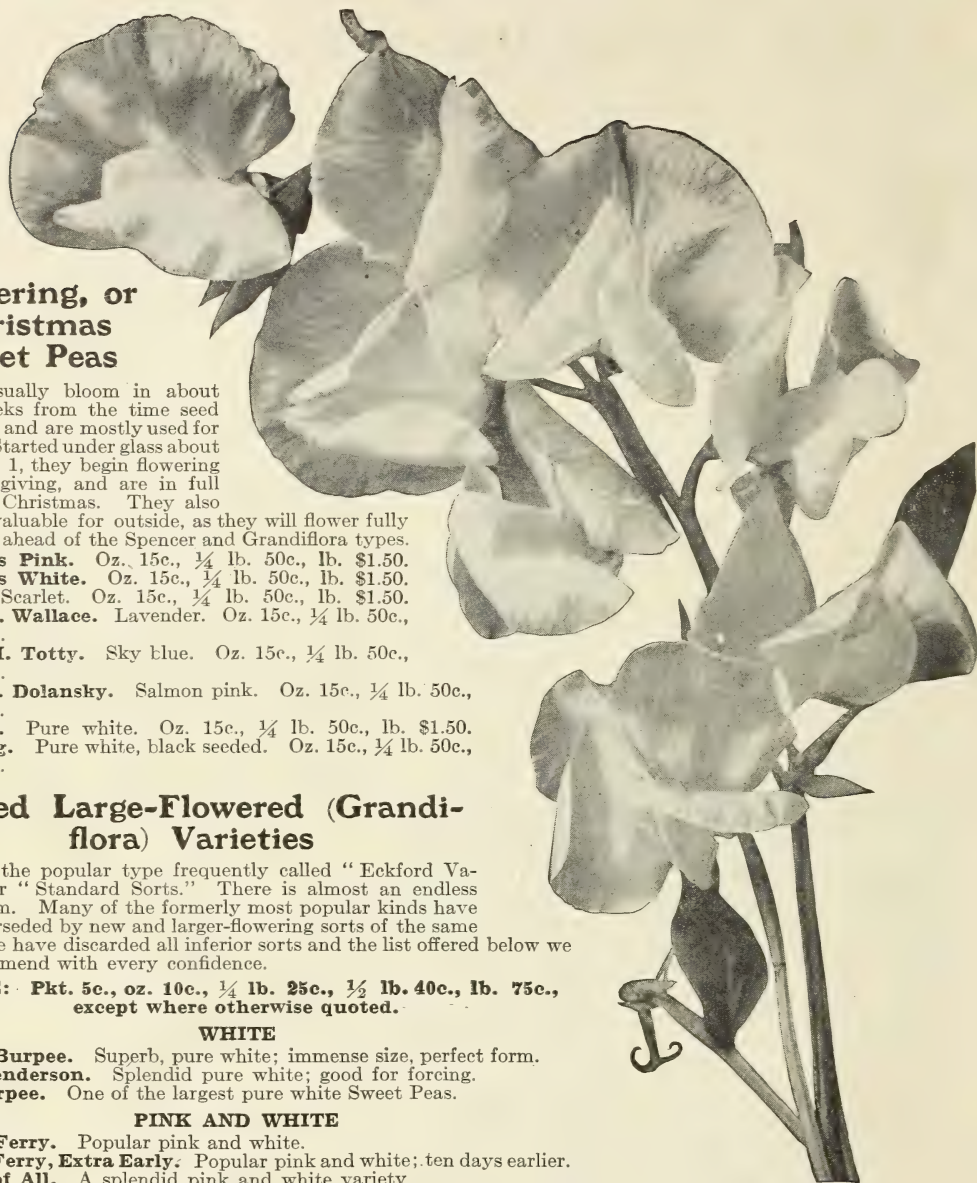 ering, or
ristmas
et Peas
sually bloom in about
eks from the time seed
and are mostly used for
Started under glass about
1, they begin flowering
giving, and are in full
Christmas. They also
valuable for outside, as they will flower fully
ahead of the Spencer and Grandiflora types.
s Pink. Oz. 15c., ¼ lb. 50c., lb. $1.50.
s White. Oz. 15c., ¼ lb. 50c., lb. $1.50.
Scarlet. Oz. 15c., ¼ lb. 50c., lb. $1.50.
. Wallace. Lavender. Oz. 15c., ¼ lb. 50c.,
.
I. Totty. Sky blue. Oz. 15c., ¼ lb. 50c.,
.
. Dolansky. Salmon pink. Oz. 15c., ¼ lb. 50c.,
.
. Pure white. Oz. 15c., ¼ lb. 50c., lb. $1.50.
g. Pure white, black seeded. Oz. 15c., ¼ lb. 50c.,
.
ed Large-Flowered (Grandi-
flora) Varieties
the popular type frequently called "Eckford Va-
r "Standard Sorts." There is almost an endless
m. Many of the formerly most popular kinds have
rseded by new and larger-flowering sorts of the same
e have discarded all inferior sorts and the list offered below we
mend with every confidence.
: Pkt. 5c., oz. 10c., ¼ lb. 25c., ½ lb. 40c., lb. 75c.,
except where otherwise quoted.
WHITE
Burpee. Superb, pure white; immense size, perfect form.
enderson. Splendid pure white; good for forcing.
rpee. One of the largest pure white Sweet Peas.
PINK AND WHITE
Ferry. Popular pink and white.
Ferry, Extra Early. Popular pink and white; ten days earlier.
of All. A splendid pink and white variety